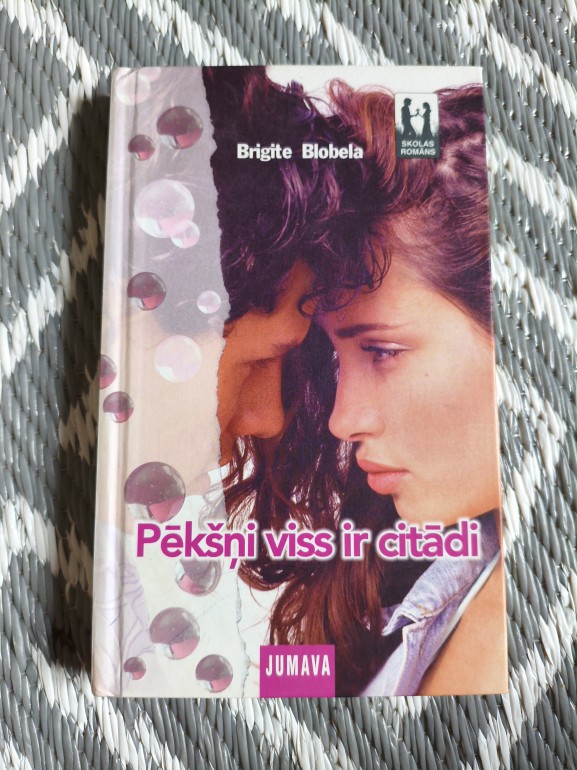 SKOLAS
ROMĀNS
Brigite Blobela
Pēkšņi viss ir citādi
JUMAVA